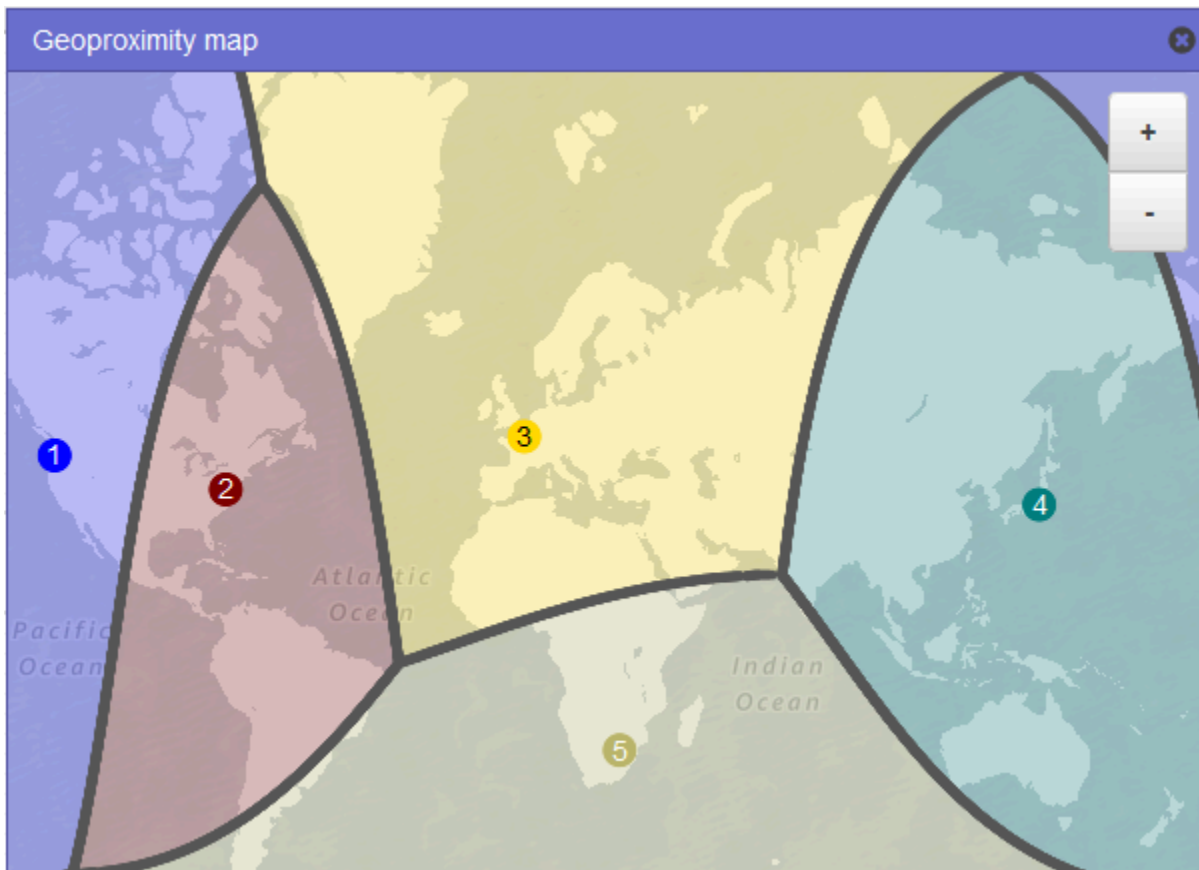 Geoproximity map
+
-
1
2
3
4
5
Atlantic
Ocean
Pacific
Ocean
Indian
Ocean